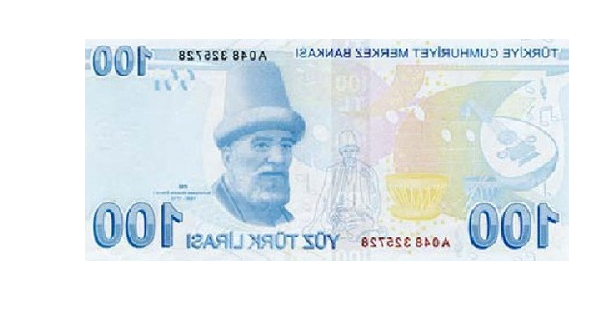 TÜRKİYE CUMHURİYET MERKEZ BANKASI
A048 325728
100
100
A048 325728
YÜZ TÜRK LİRASI
100